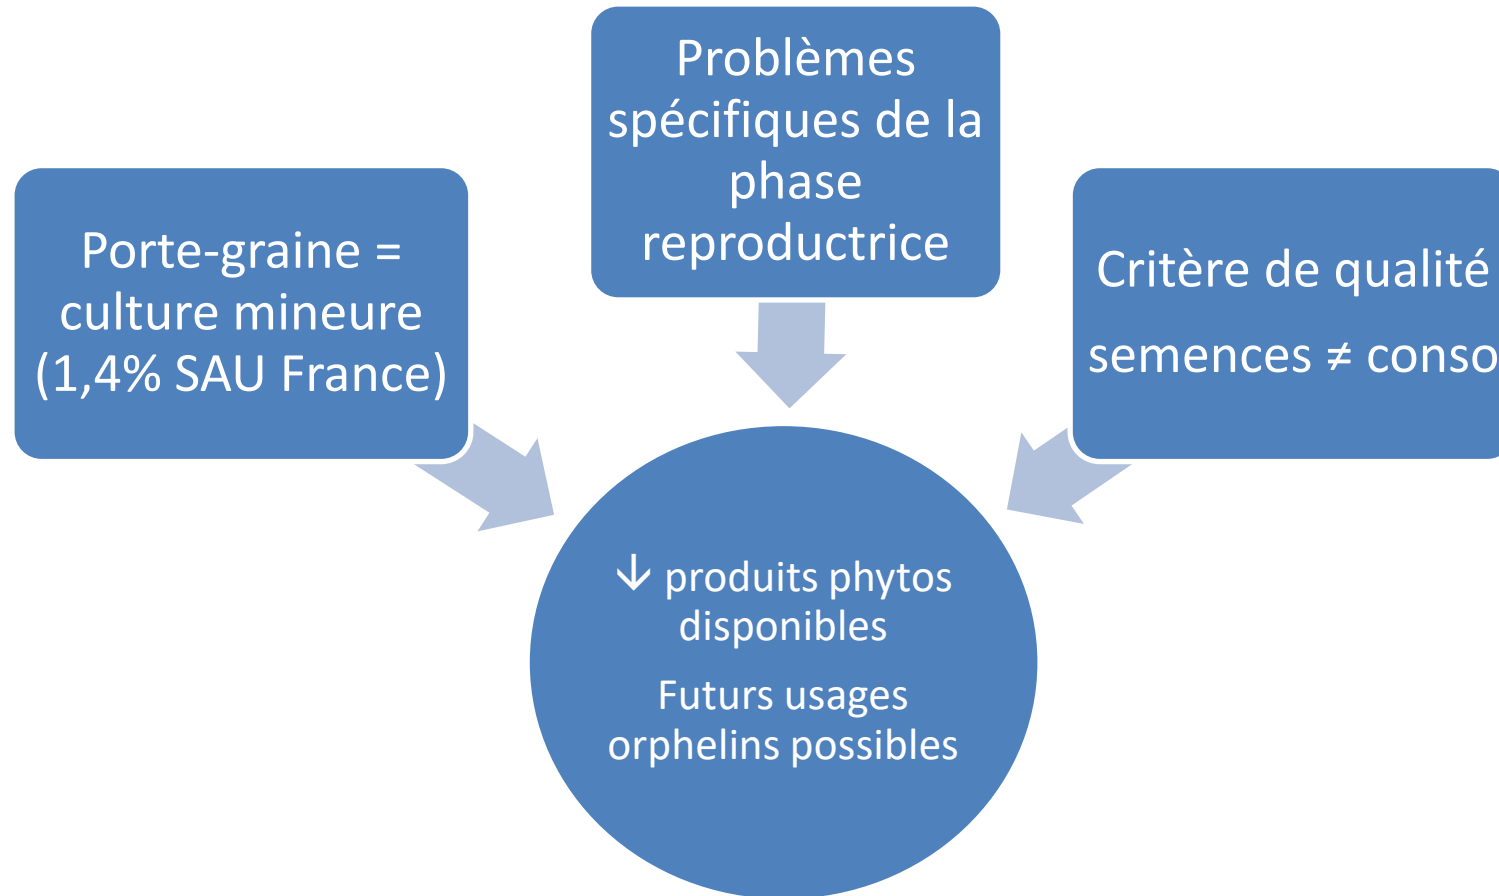 Problèmes
spécifiques de la
phase
reproductrice
Porte-graine =
culture mineure
(1,4% SAU France)
Critère de qualité
semences ≠ conso
↓ produits phytos
disponibles
Futurs usages
orphelins possibles